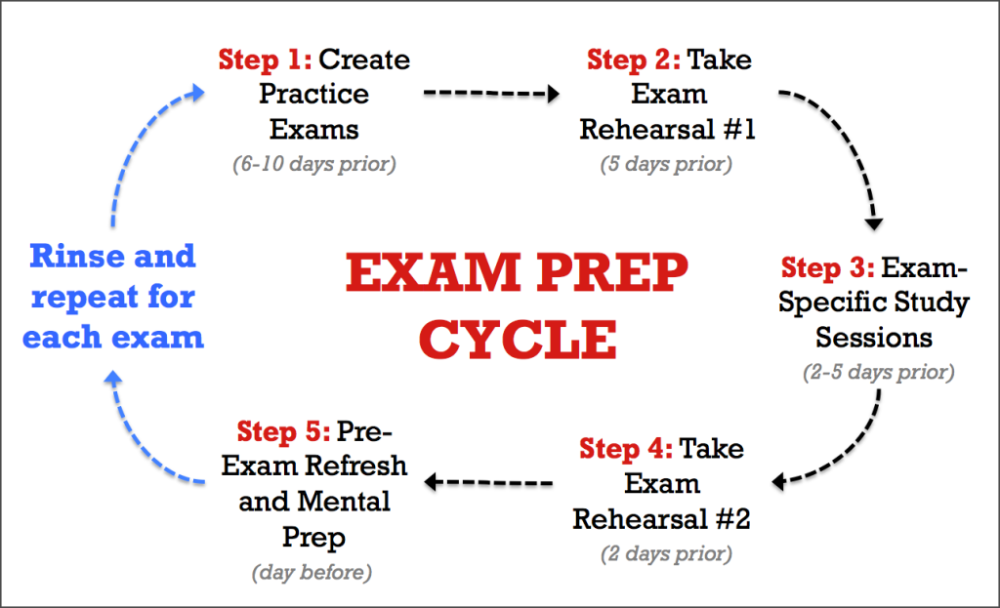 Step 1: Create
Practice
Exams
(6-10 days prior)
Step 2: Take
Exam
Rehearsal #1
(5 days prior)
Step 3: Exam-
Specific Study
Sessions
(2-5 days prior)
Step 4: Take
Exam
Rehearsal #2
(2 days prior)
Step 5: Pre-
Exam Refresh
and Mental
Prep
(day before)
Rinse and
repeat for
each exam
EXAM PREP
CYCLE